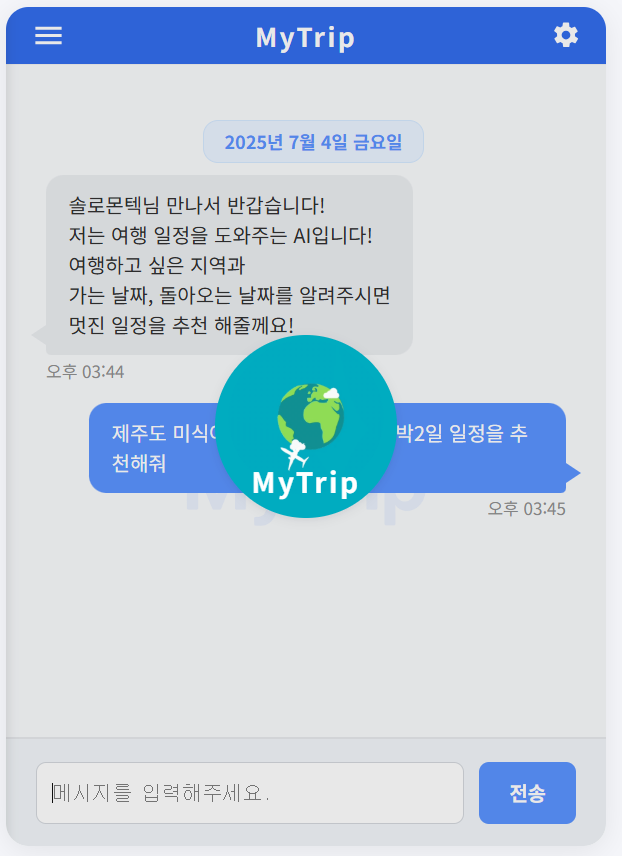 MyTrip
2025년 7월 4일 금요일
솔로몬텍님 만나서 반갑습니다!
저는 여행 일정을 도와주는 AI입니다!
여행하고 싶은 지역과
가는 날짜, 돌아오는 날짜를 알려주시면
멋진 일정을 추천 해줄께요!
오후 03:44
제주도 박2일 일정을 추
천해줘
MyTrip
MyTrip
오후 03:45
메시지를 입력해주세요.
전송